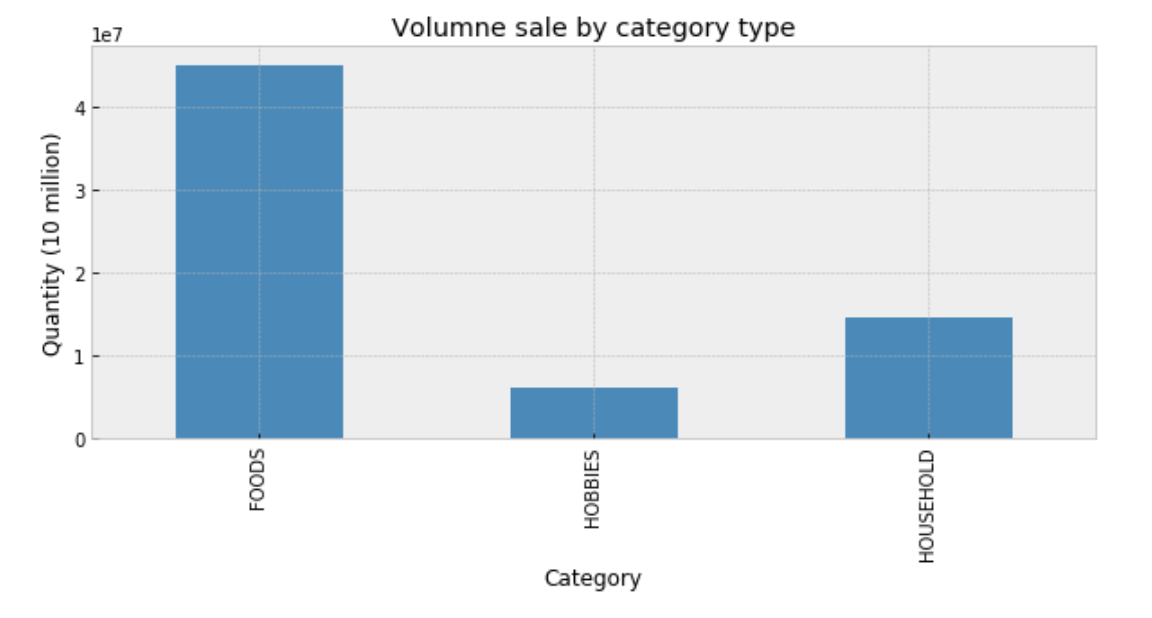 Volumne sale by category type
1e7
Quantity (10 million)
4
3
2
1
0
FOODS
HOBBIES
HOUSEHOLD
Category